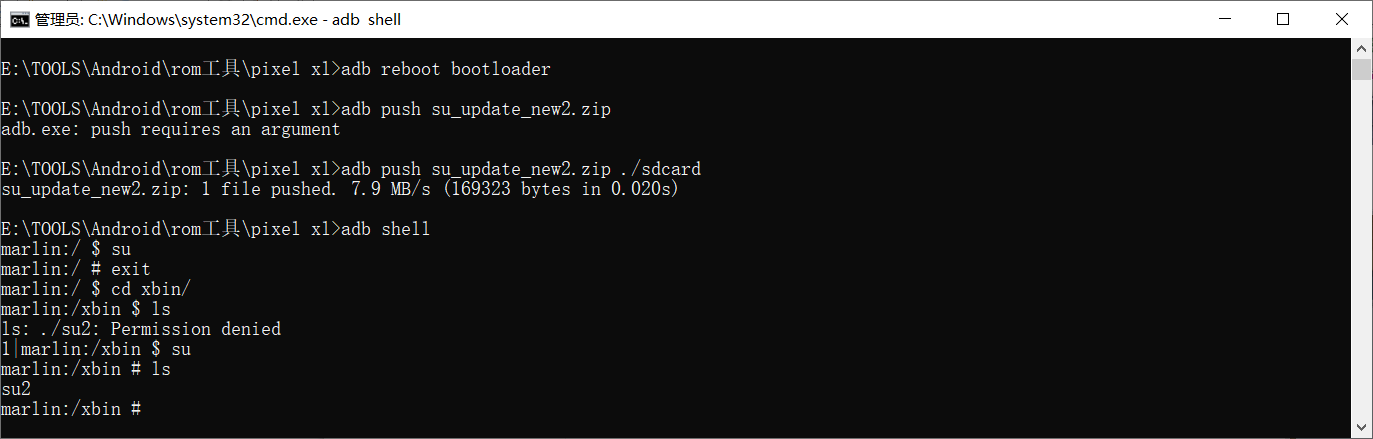 管理员: C:\Windows\system32\cmd.exe - adb  shell
E:\TOOLS\Android\rom工具\pixel xl>adb reboot bootloader
E:\TOOLS\Android\rom工具\pixel xl>adb push su_update_new2.zip
adb.exe: push requires an argument
E:\TOOLS\Android\rom工具\pixel xl>adb push su_update_new2.zip ./sdcard
su_update_new2.zip: 1 file pushed. 7.9 MB/s (169323 bytes in 0.020s)
E:\TOOLS\Android\rom工具\pixel xl>adb shell
marlin:/ $ su
marlin:/ # exit
marlin:/ $ cd xbin/
marlin:/xbin $ ls
ls: ./su2: Permission denied
1|marlin:/xbin $ su
marlin:/xbin # ls
su2
marlin:/xbin #